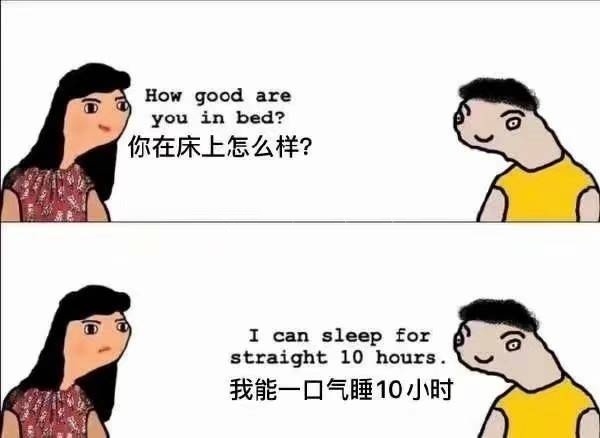 How good are
you in bed?
你在床上怎么样?
I can sleep for
straight 10 hours.
我能一口气睡10小时